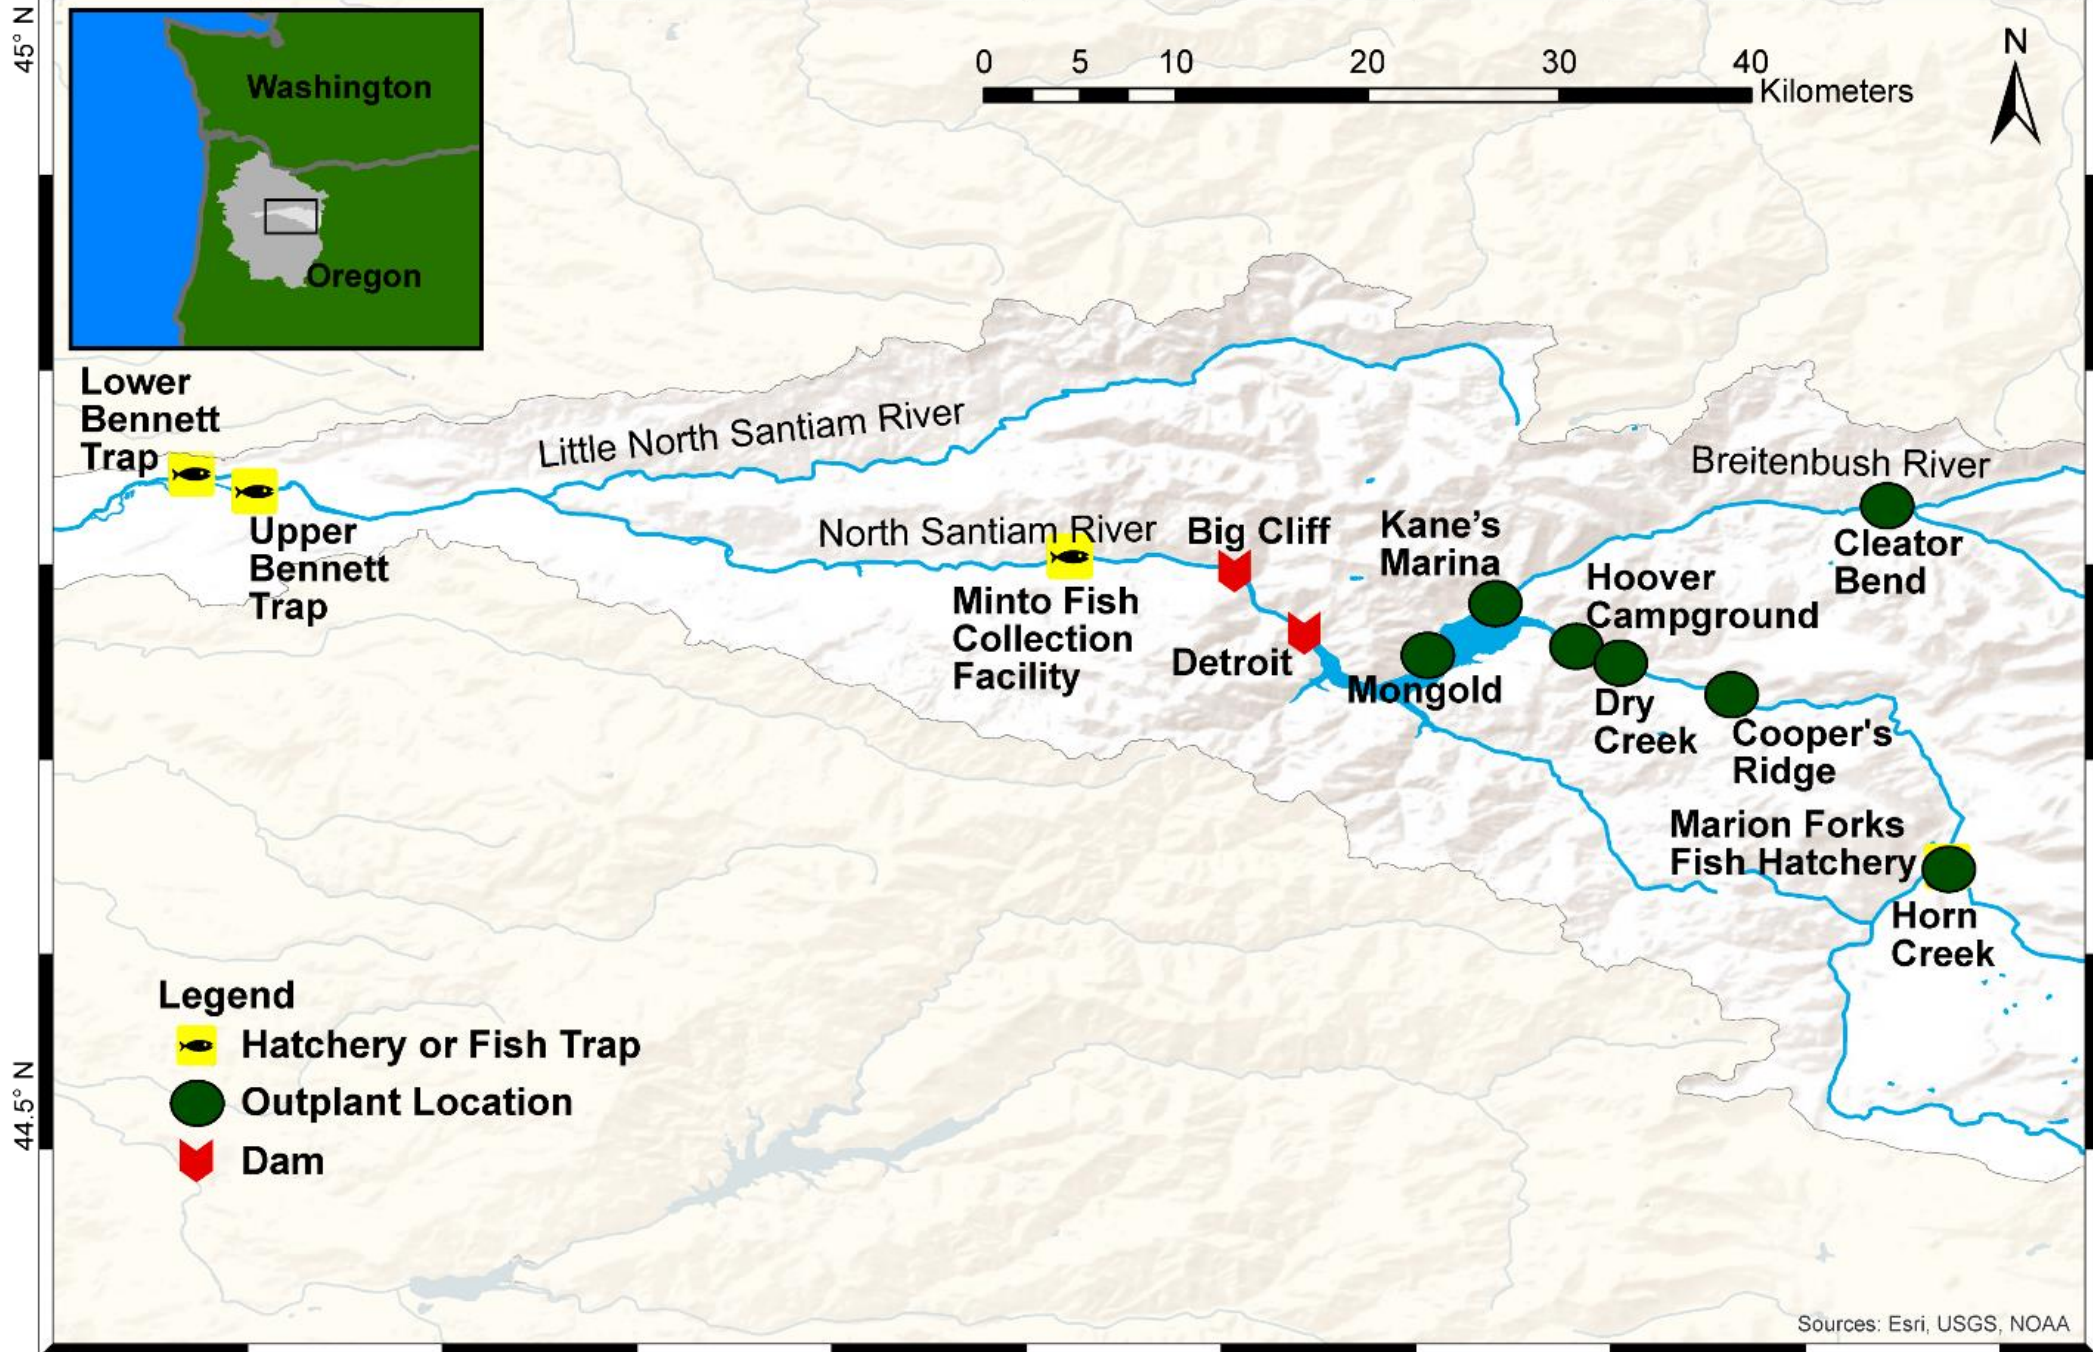 45° N
Washington
Oregon
0 5 10 20 30 40
Kilometers
N
Lower
Bennett
Trap
Upper
Bennett
Trap
Little North Santiam River
North Santiam River
Minto Fish
Collection
Facility
Big Cliff
Detroit
Kane's
Marina
Mongold
Breitenbush River
Cleator
Bend
Hoover
Campground
Dry
Creek
Cooper's
Ridge
Marion Forks
Fish Hatchery
Horn
Creek
44.5° N
Legend
Hatchery or Fish Trap
Outplant Location
Dam
Sources: Esri, USGS, NOAA